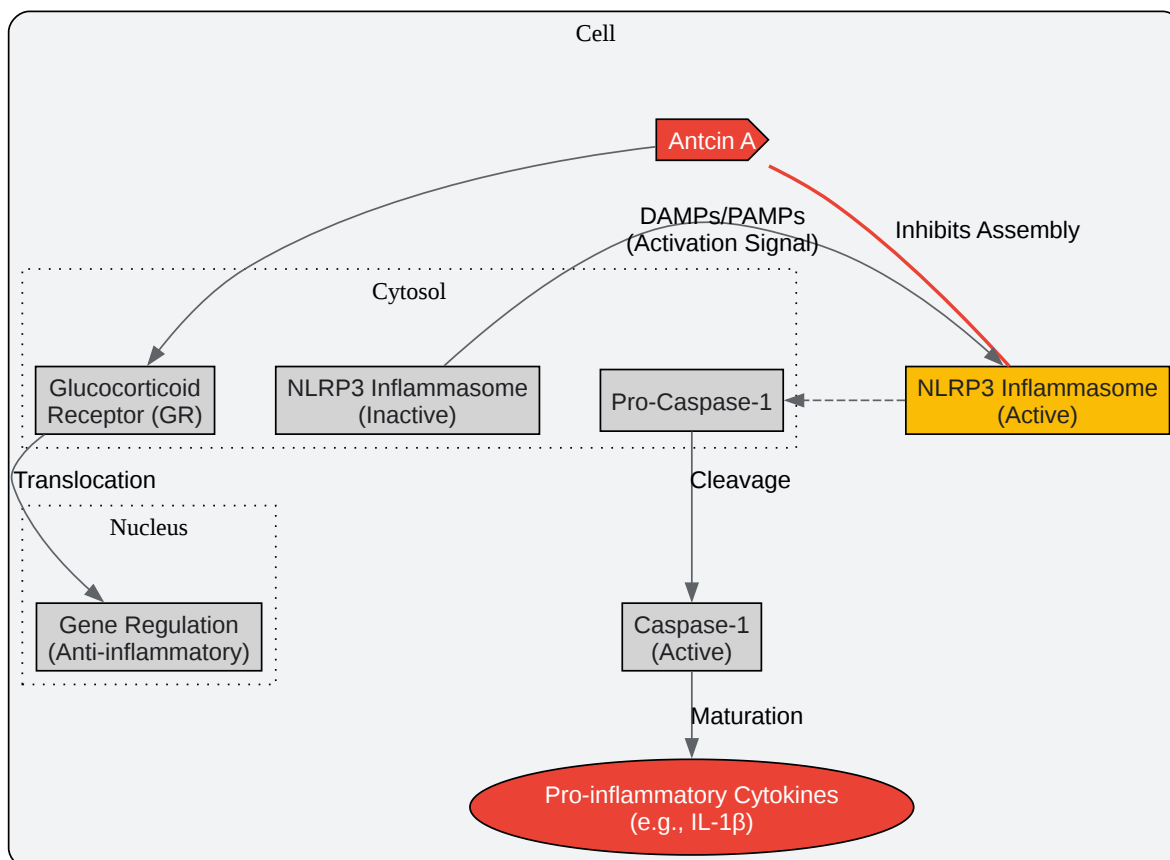 Cell
Antcin A
DAMPs/PAMPs
(Activation Signal)
Inhibits Assembly
Cytosol
Glucocorticoid
Receptor (GR)
NLRP3 Inflammasome
(Inactive)
Pro-Caspase-1
NLRP3 Inflammasome
(Active)
Translocation
Cleavage
Nucleus
Gene Regulation
(Anti-inflammatory)
Caspase-1
(Active)
Maturation
Pro-inflammatory Cytokines
(e.g., IL-1β)